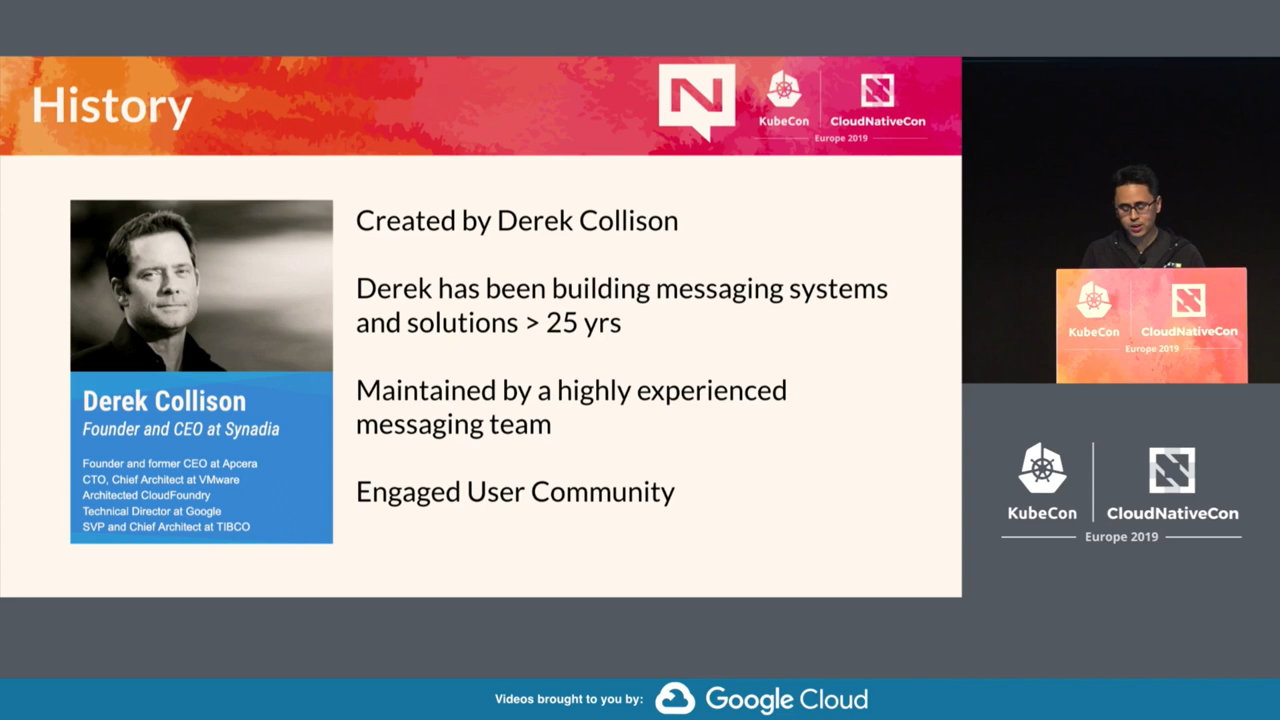 History
N
KubeCon
CloudNativeCon
Europe 2019
Created by Derek Collison
Derek has been building messaging systems
and solutions > 25 yrs
Maintained by a highly experienced
messaging team
Engaged User Community
Derek Collison
Founder and CEO at Synadia
Founder and former CEO at Apcera
CTO, Chief Architect at VMware
Architected CloudFoundry
Technical Director at Google
SVP and Chief Architect at TIBCO
KubeCon
CloudNativeCon
Europe 2019
KubeCon
CloudNativeCon
Europe 2019
Videos brought to you by:
Google Cloud